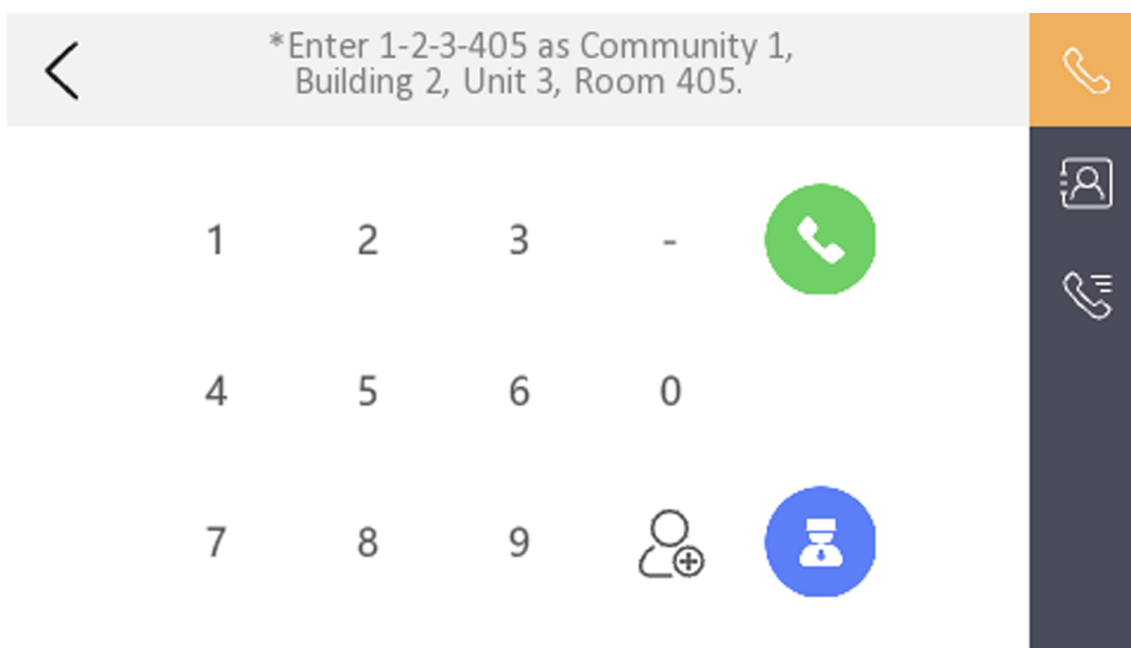 *Enter 1-2-3-405 as Community 1,
Building 2, Unit 3, Room 405.
1 2 3 -
4 5 6 0
7 8 9